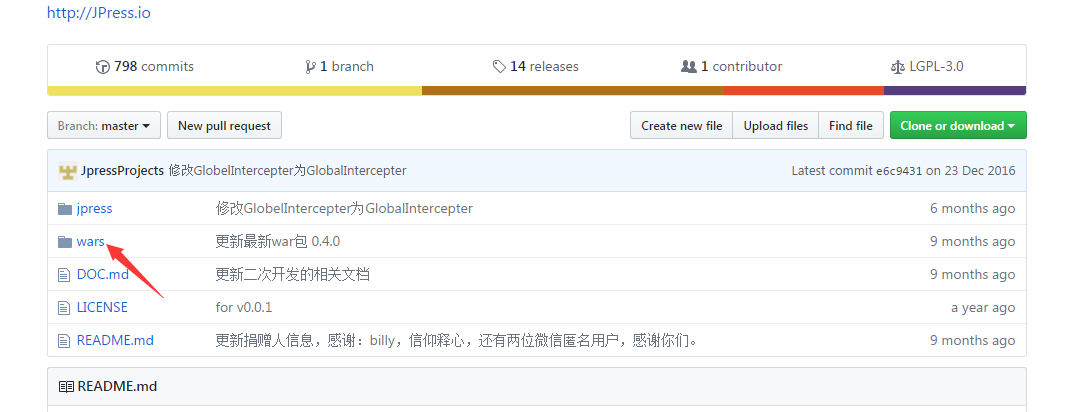 http://JPress.io
798 commits 1 branch 14 releases 1 contributor LGPL-3.0
Branch: master New pull request Create new file Upload files Find file Clone or download
JpressProjects 修改GlobelIntercepter为GlobalIntercepter Latest commit e6c9431 on 23 Dec 2016
jpress 修改GlobelIntercepter为GlobalIntercepter 6 months ago
wars 更新最新war包 0.4.0 9 months ago
DOC.md 更新二次开发的相关文档 9 months ago
LICENSE for v0.0.1 a year ago
README.md 更新捐赠人信息，感谢：billy，信仰释心，还有两位微信匿名用户，感谢你们。 9 months ago
README.md